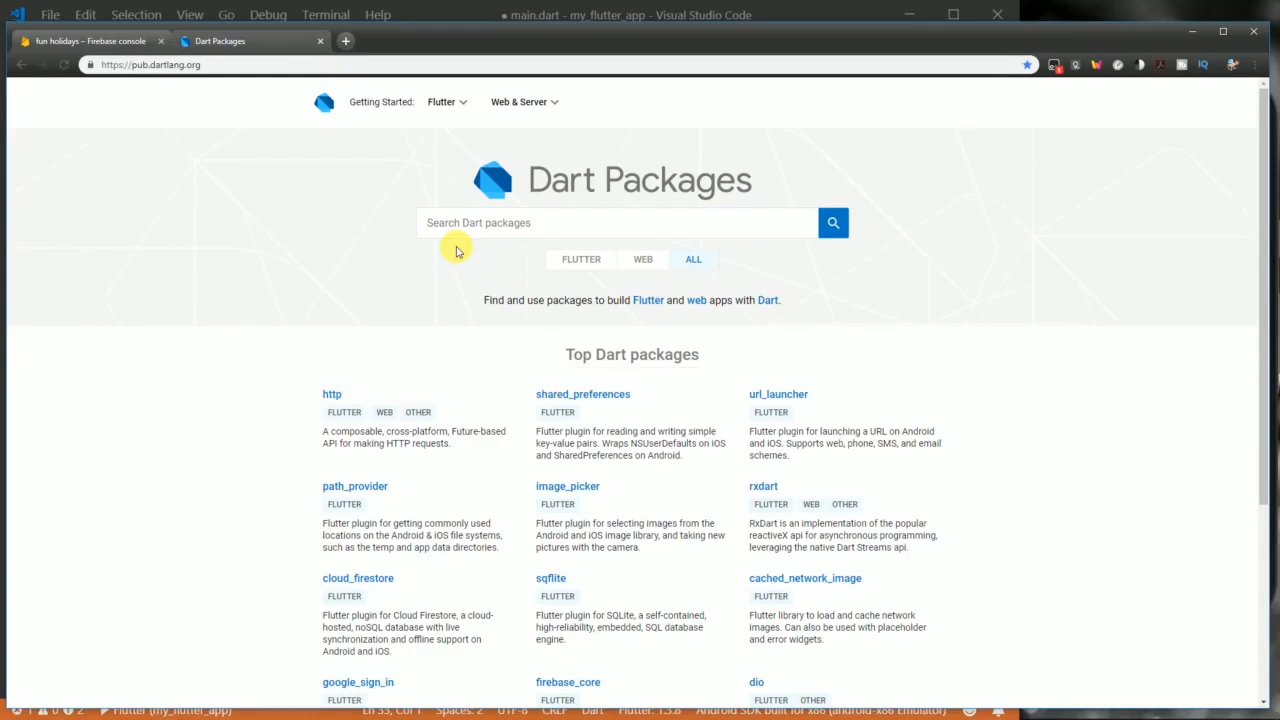 File Edit Selection View Go Debug Terminal Help ● main.dart - my_flutter_app - Visual Studio Code
fun holidays – Firebase console Dart Packages
https://pub.dartlang.org
Getting Started: Flutter Web & Server
Dart Packages
Search Dart packages
FLUTTER WEB ALL
Find and use packages to build Flutter and web apps with Dart.
Top Dart packages
http
FLUTTER WEB OTHER
A composable, cross-platform, Future-based
API for making HTTP requests.
shared_preferences
FLUTTER
Flutter plugin for reading and writing simple
key-value pairs. Wraps NSUserDefaults on iOS
and SharedPreferences on Android.
url_launcher
FLUTTER
Flutter plugin for launching a URL on Android
and iOS. Supports web, phone, SMS, and email
schemes.
path_provider
FLUTTER
Flutter plugin for getting commonly used
locations on the Android & iOS file systems,
such as the temp and app data directories.
image_picker
FLUTTER
Flutter plugin for selecting images from the
Android and iOS image library, and taking new
pictures with the camera.
rxdart
FLUTTER WEB OTHER
RxDart is an implementation of the popular
reactiveX api for asynchronous programming,
leveraging the native Dart Streams api.
cloud_firestore
FLUTTER
Flutter plugin for Cloud Firestore, a cloud-
hosted, noSQL database with live
synchronization and offline support on
Android and iOS.
sqflite
FLUTTER
Flutter plugin for SQLite, a self-contained,
high-reliability, embedded, SQL database
engine.
cached_network_image
FLUTTER
Flutter library to load and cache network
images. Can also be used with placeholder
and error widgets.
google_sign_in
FLUTTER
firebase_core
FLUTTER
dio
FLUTTER OTHER
1 0 2 Flutter (my_flutter_app) Ln 33, Col 1 Spaces: 2 UTF-8 CRLF Dart Flutter: 1.3.8 Android SDK built for x86 (android-x86 Emulator)